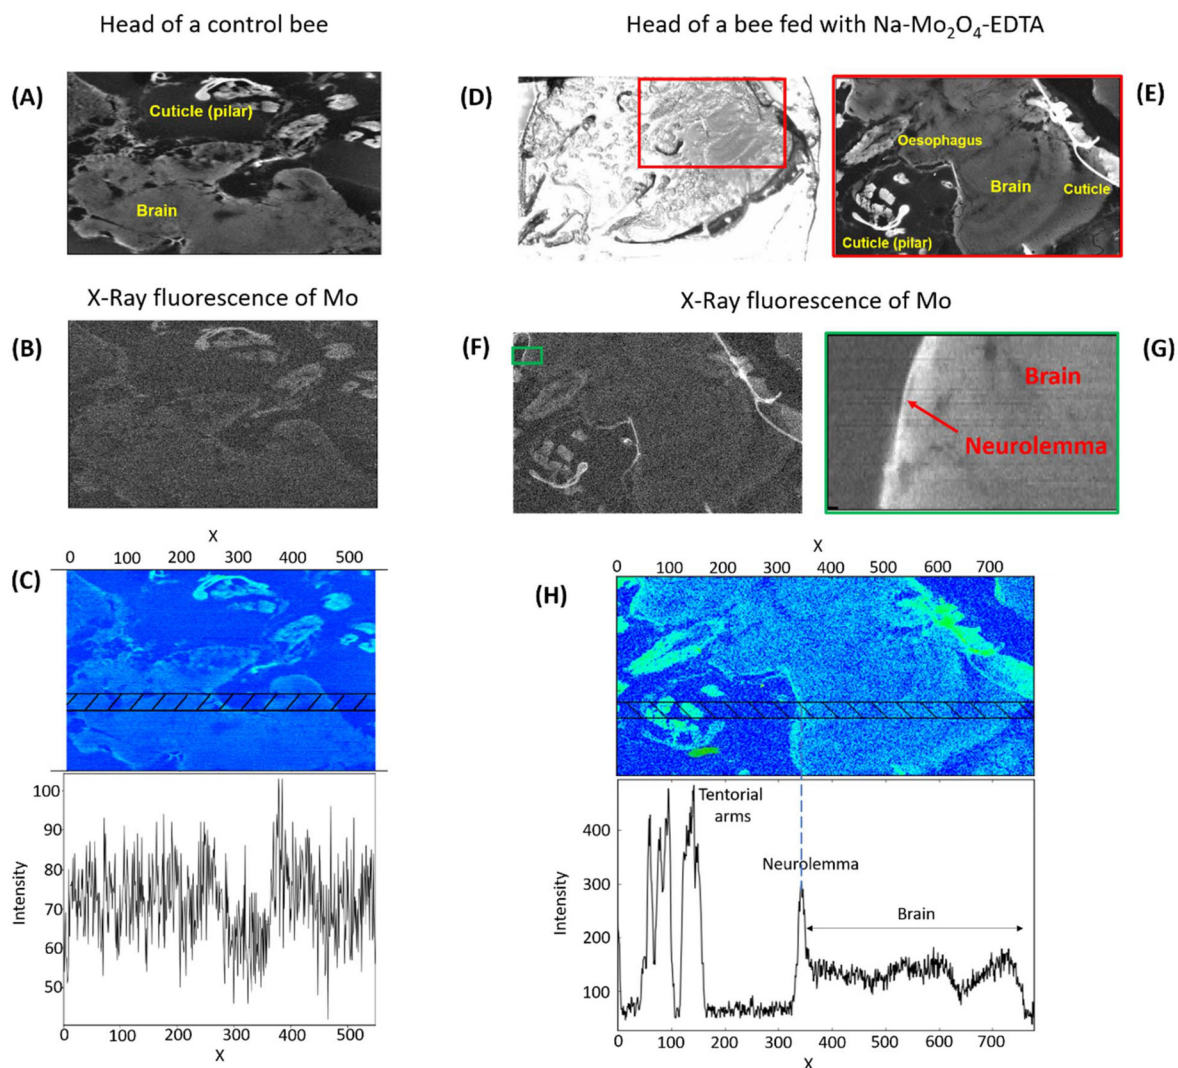 Head of a control bee
Head of a bee fed with Na-Mo₂O₄-EDTA
(A)
Cuticle (pilar)
Brain
(D)
(E)
Oesophagus
Brain
Cuticle
Cuticle (pilar)
X-Ray fluorescence of Mo
X-Ray fluorescence of Mo
(B)
(F)
(G)
Brain
Neurolemma
X
0 100 200 300 400 500
(C)
100
90
80
70
60
50
Intensity
0 100 200 300 400 500
X
X
0 100 200 300 400 500 600 700
(H)
Tentorial
arms
Neurolemma
Brain
400
300
200
100
Intensity
0 100 200 300 400 500 600 700
X